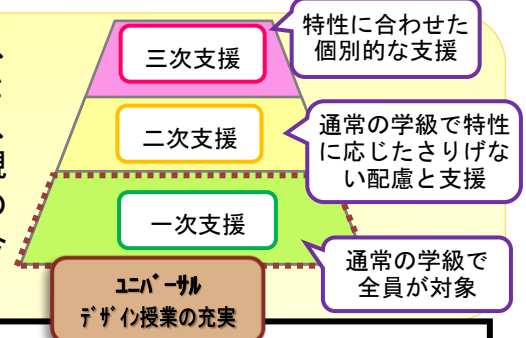 三次支援
特性に合わせた
個別的な支援
二次支援
通常の学級で特性
に応じたさりげな
い配慮と支援
一次支援
通常の学級で
全員が対象
ﾕﾆﾊﾞｰｻﾙ
ﾃﾞｻﾞｲﾝ授業の充実